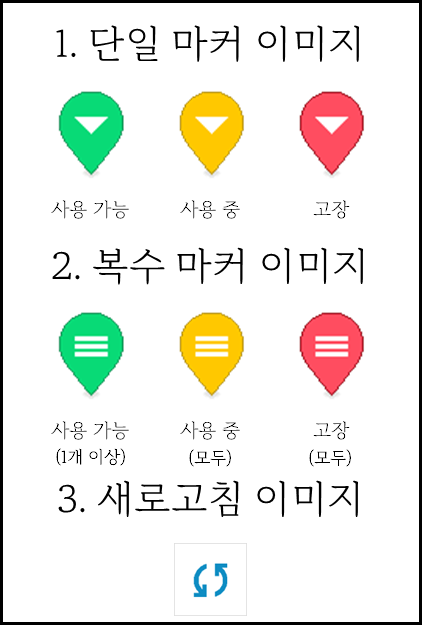 1. 단일 마커 이미지
사용 가능 사용 중 고장
2. 복수 마커 이미지
사용 가능 사용 중 고장
(1개 이상) (모두) (모두)
3. 새로고침 이미지